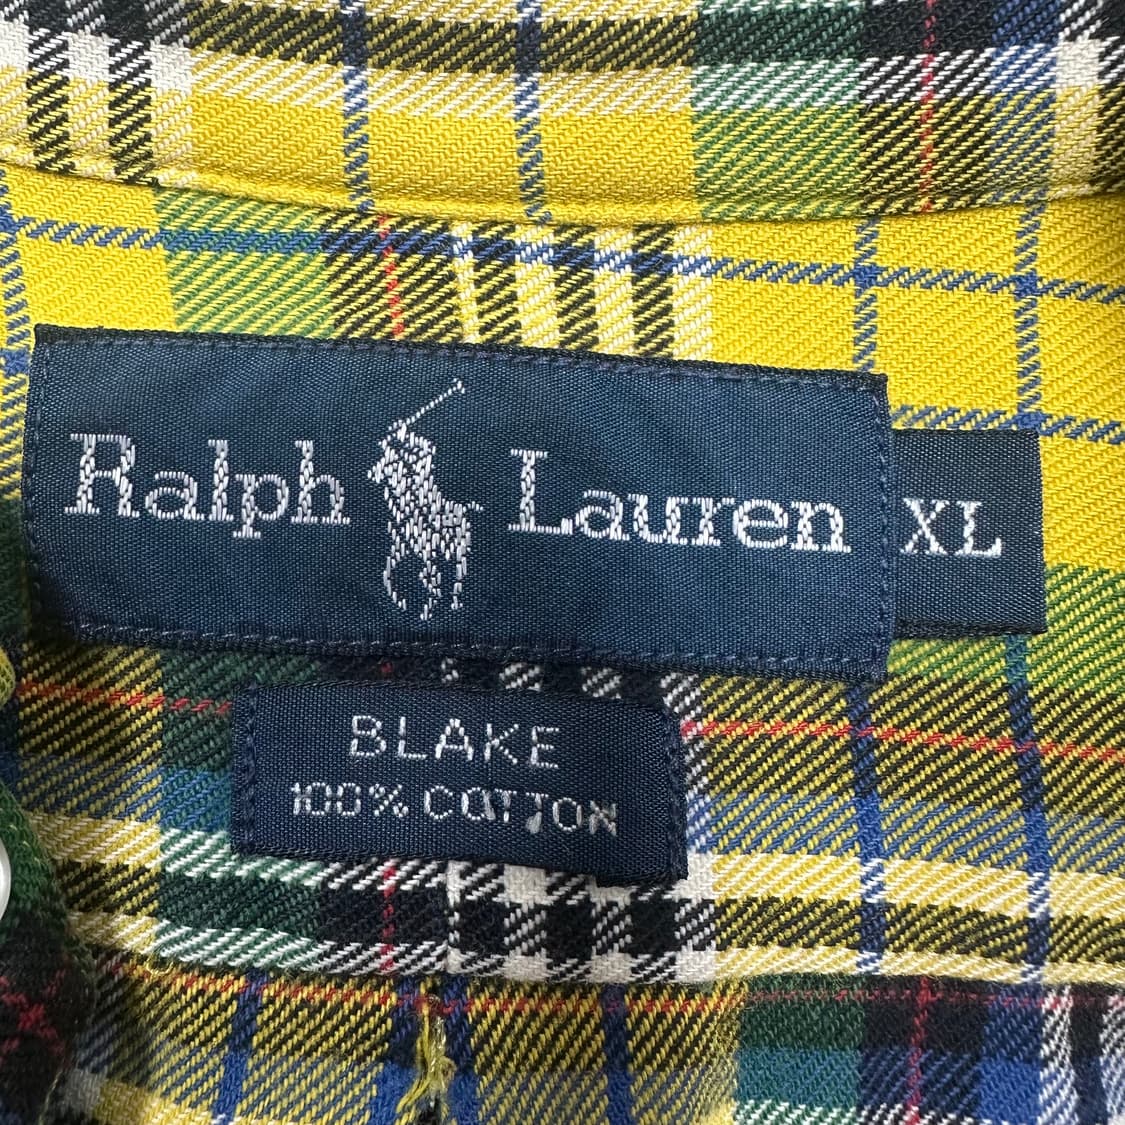 Ralph Lauren
XL
BLAKE
100% COTTON